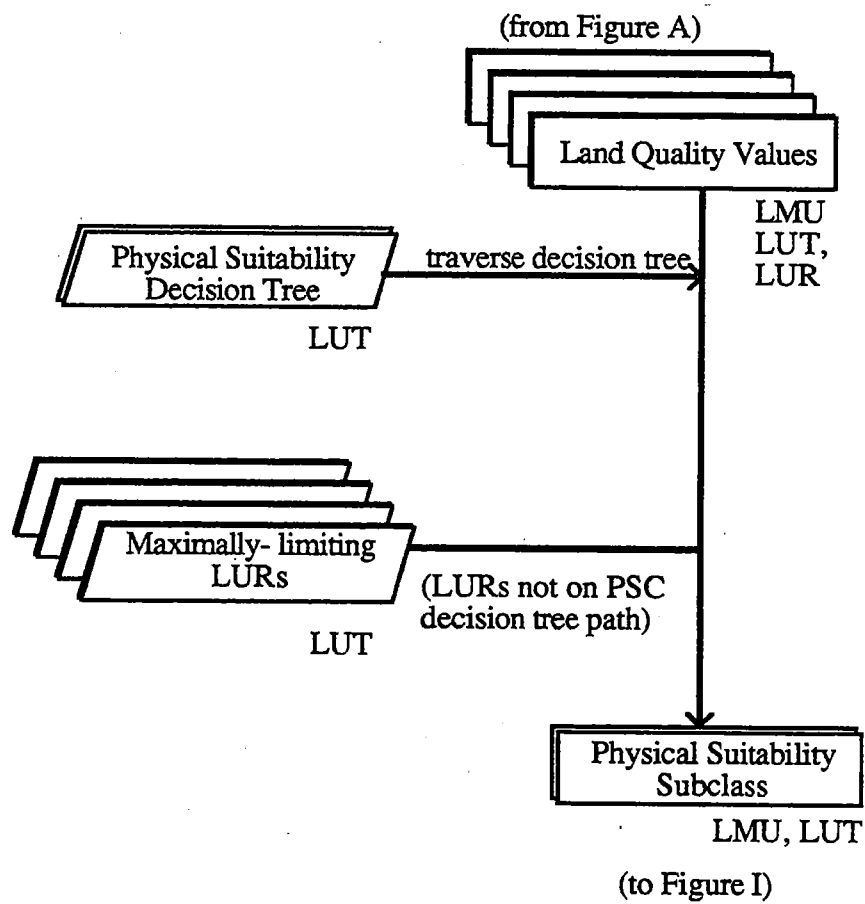 (from Figure A)
Land Quality Values
LMU
LUT,
LUR
Physical Suitability
Decision Tree
traverse decision tree
LUT
Maximally- limiting
LURs
(LURs not on PSC
decision tree path)
LUT
Physical Suitability
Subclass
LMU, LUT
(to Figure I)